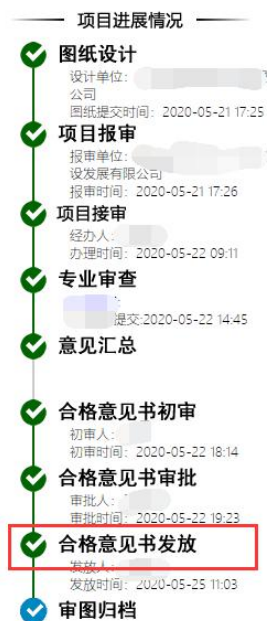 项目进展情况
图纸设计
设计单位：
公司
图纸提交时间：2020-05-21 17:25
项目报审
报审单位：
设发展有限公司
报审时间：2020-05-21 17:26
项目接审
经办人：
办理时间：2020-05-22 09:11
专业审查
提交:2020-05-22 14:45
意见汇总
合格意见书初审
初审人：
初审时间：2020-05-22 18:14
合格意见书审批
审批人：
审批时间：2020-05-22 19:23
合格意见书发放
发放人：
发放时间：2020-05-25 11:03
审图归档